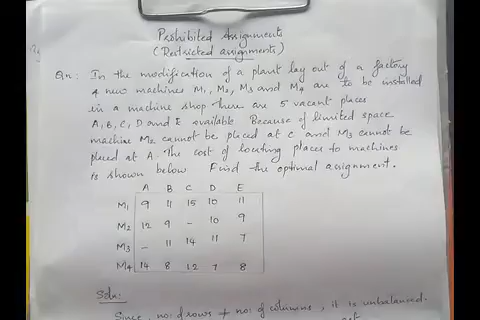 Prohibited Assignments
(Restricted assignments)
Qn: In the modification of a plant lay out of a factory
4 new machines M1, M2, M3 and M4 are to be installed
in a machine shop there are 5 vacant places
A, B, C, D and E available. Because of limited space
machine M2 cannot be placed at C and M3 cannot be
placed at A. The cost of locating places to machines
is shown below. Find the optimal assignment.
A B C D E
M1 9 11 15 10 11
M2 12 9 - 10 9
M3 - 11 14 11 7
M4 14 8 12 7 8
Soln:
Since, no: of rows ≠ no: of columns, it is unbalanced.